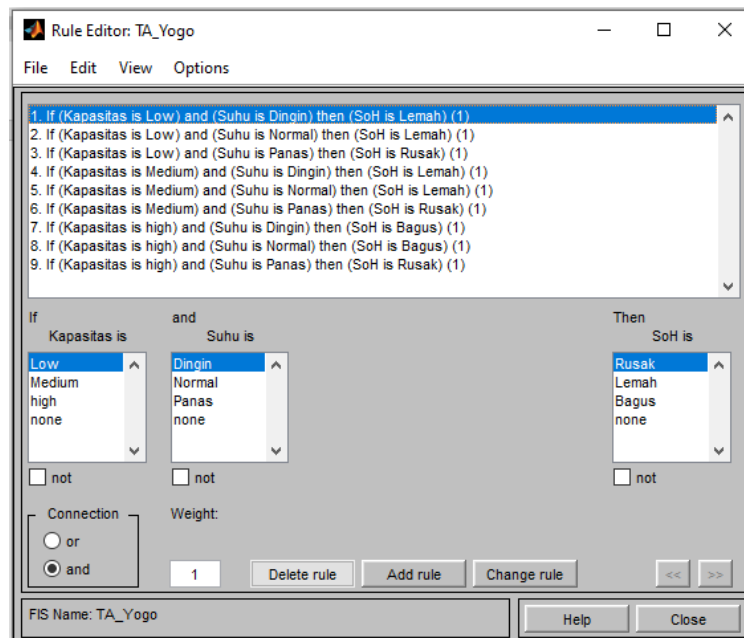 Rule Editor: TA_Yogo
File Edit View Options
1. If (Kapasitas is Low) and (Suhu is Dingin) then (SoH is Lemah) (1)
2. If (Kapasitas is Low) and (Suhu is Normal) then (SoH is Lemah) (1)
3. If (Kapasitas is Low) and (Suhu is Panas) then (SoH is Rusak) (1)
4. If (Kapasitas is Medium) and (Suhu is Dingin) then (SoH is Lemah) (1)
5. If (Kapasitas is Medium) and (Suhu is Normal) then (SoH is Lemah) (1)
6. If (Kapasitas is Medium) and (Suhu is Panas) then (SoH is Rusak) (1)
7. If (Kapasitas is high) and (Suhu is Dingin) then (SoH is Bagus) (1)
8. If (Kapasitas is high) and (Suhu is Normal) then (SoH is Bagus) (1)
9. If (Kapasitas is high) and (Suhu is Panas) then (SoH is Rusak) (1)
If and Then
Kapasitas is Suhu is SoH is
Low Dingin Rusak
Medium Normal Lemah
high Panas Bagus
none none none
not not not
Connection Weight:
or
and 1 Delete rule Add rule Change rule << >>
FIS Name: TA_Yogo Help Close